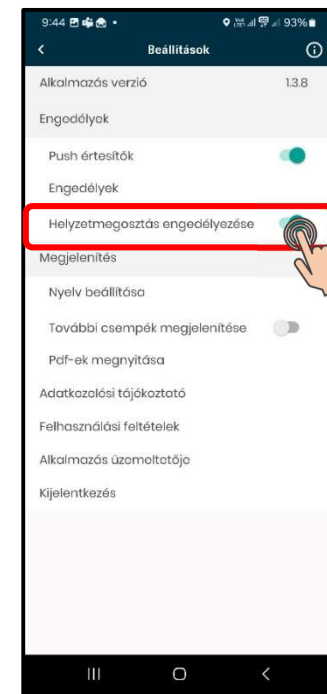 9:44 93%
Beállítások
Alkalmazás verzió 1.3.8
Engedélyek
Push értesítők
Engedélyek
Helyzetmegosztás engedélyezése
Megjelenítés
Nyelv beállítása
További csempék megjelenítése
Pdf-ek megnyitása
Adatkezelési tájékoztató
Felhasználási feltételek
Alkalmazás üzemeltetője
Kijelentkezés